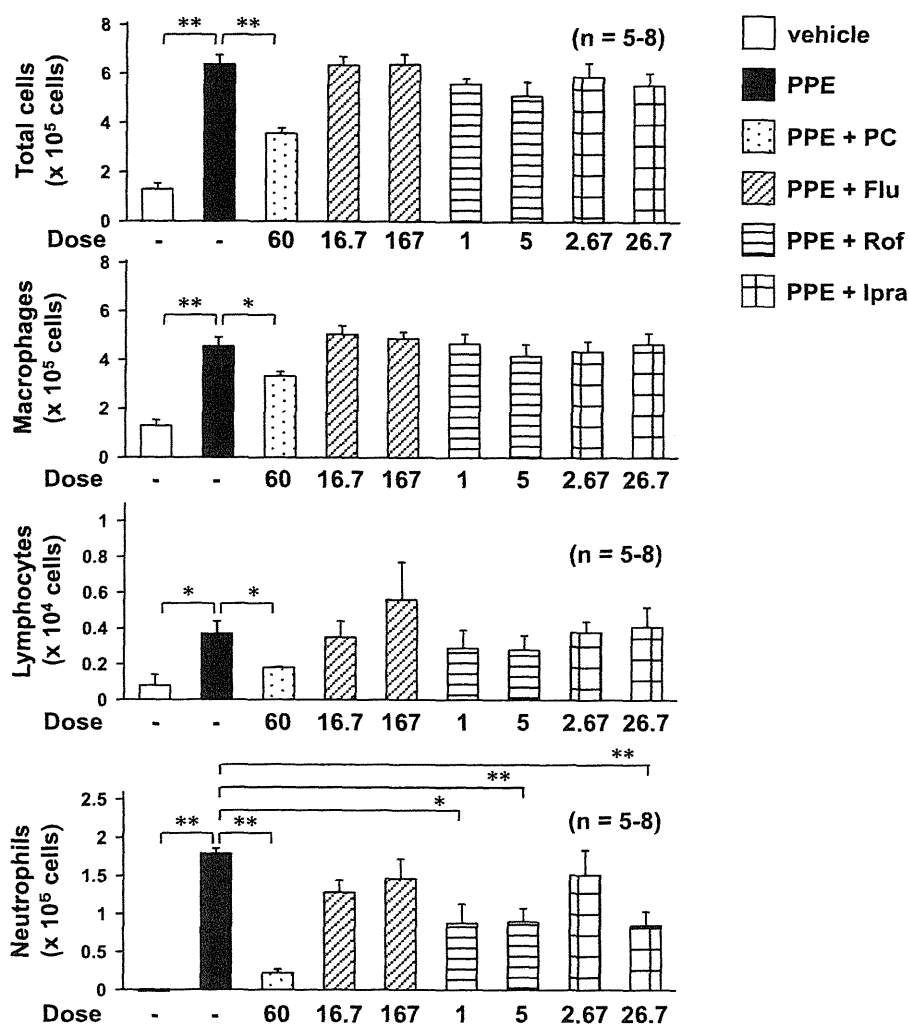 8 ** ** (n = 5-8)
6
4
2
0
Total cells
(x 10⁵ cells)
Dose - - 60 16.7 167 1 5 2.67 26.7
vehicle
PPE
PPE + PC
PPE + Flu
PPE + Rof
PPE + Ipra
8
6 ** *
4
2
0
Macrophages
(x 10⁵ cells)
Dose - - 60 16.7 167 1 5 2.67 26.7
1
0.8 (n = 5-8)
0.6 * *
0.4
0.2
0
Lymphocytes
(x 10⁴ cells)
Dose - - 60 16.7 167 1 5 2.67 26.7
**
**
2.5 *
2 ** ** (n = 5-8)
1.5
1
0.5
0
Neutrophils
(x 10⁵ cells)
Dose - - 60 16.7 167 1 5 2.67 26.7